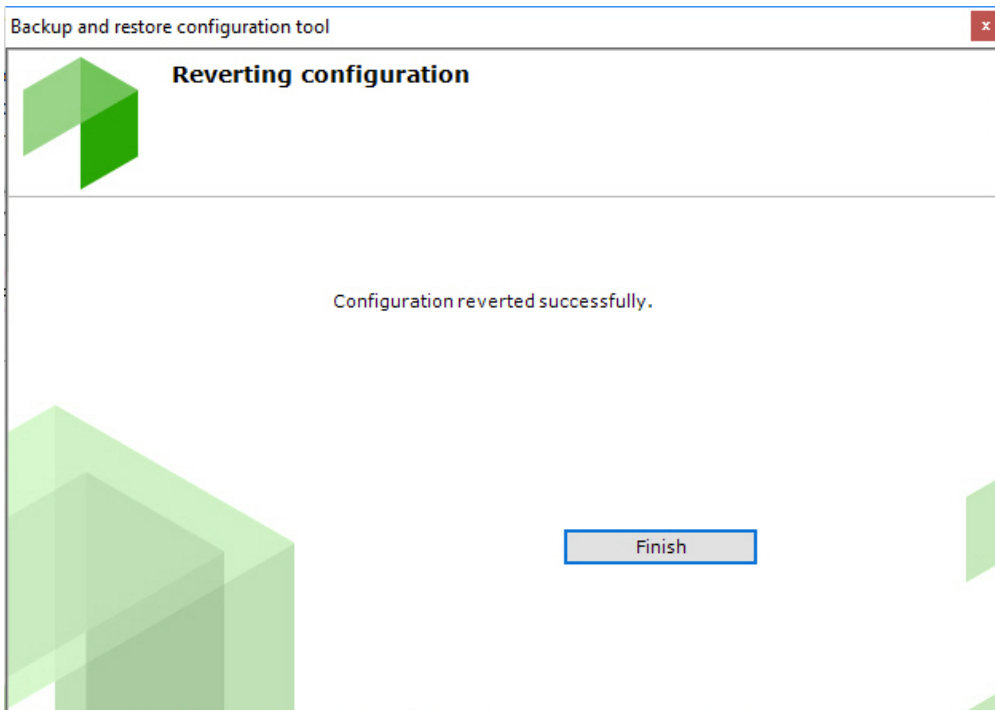 Backup and restore configuration tool
x
Reverting configuration
Configuration reverted successfully.
Finish